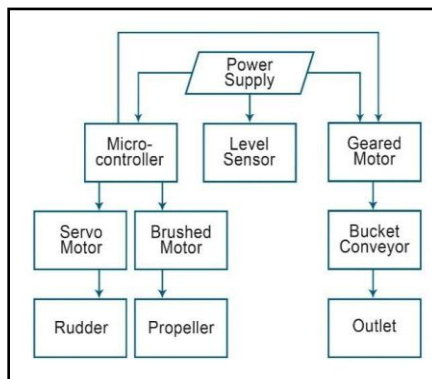 Power
Supply
Micro-
controller
Level
Sensor
Geared
Motor
Servo
Motor
Brushed
Motor
Bucket
Conveyor
Rudder
Propeller
Outlet